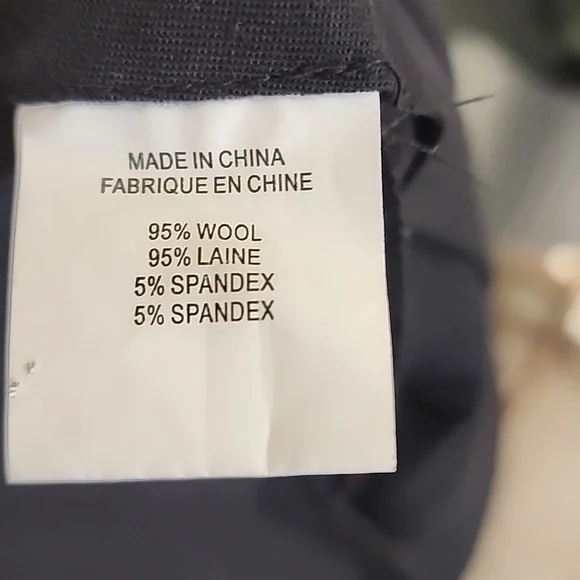 MADE IN CHINA
FABRIQUE EN CHINE
95% WOOL
95% LAINE
5% SPANDEX
5% SPANDEX